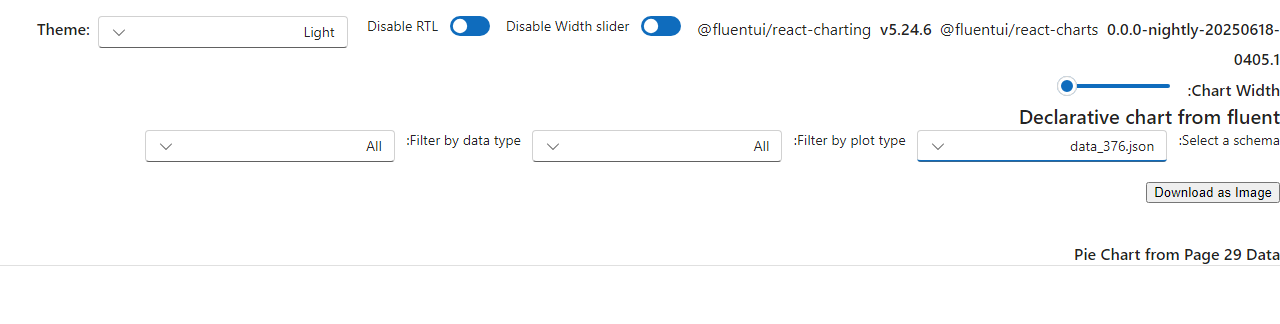 Theme: Light Disable RTL Disable Width slider @fluentui/react-charting v5.24.6 @fluentui/react-charts 0.0.0-nightly-20250618-
0405.1
:Chart Width
Declarative chart from fluent
:Select a schema data_376.json :Filter by plot type All :Filter by data type All
Download as Image
Pie Chart from Page 29 Data